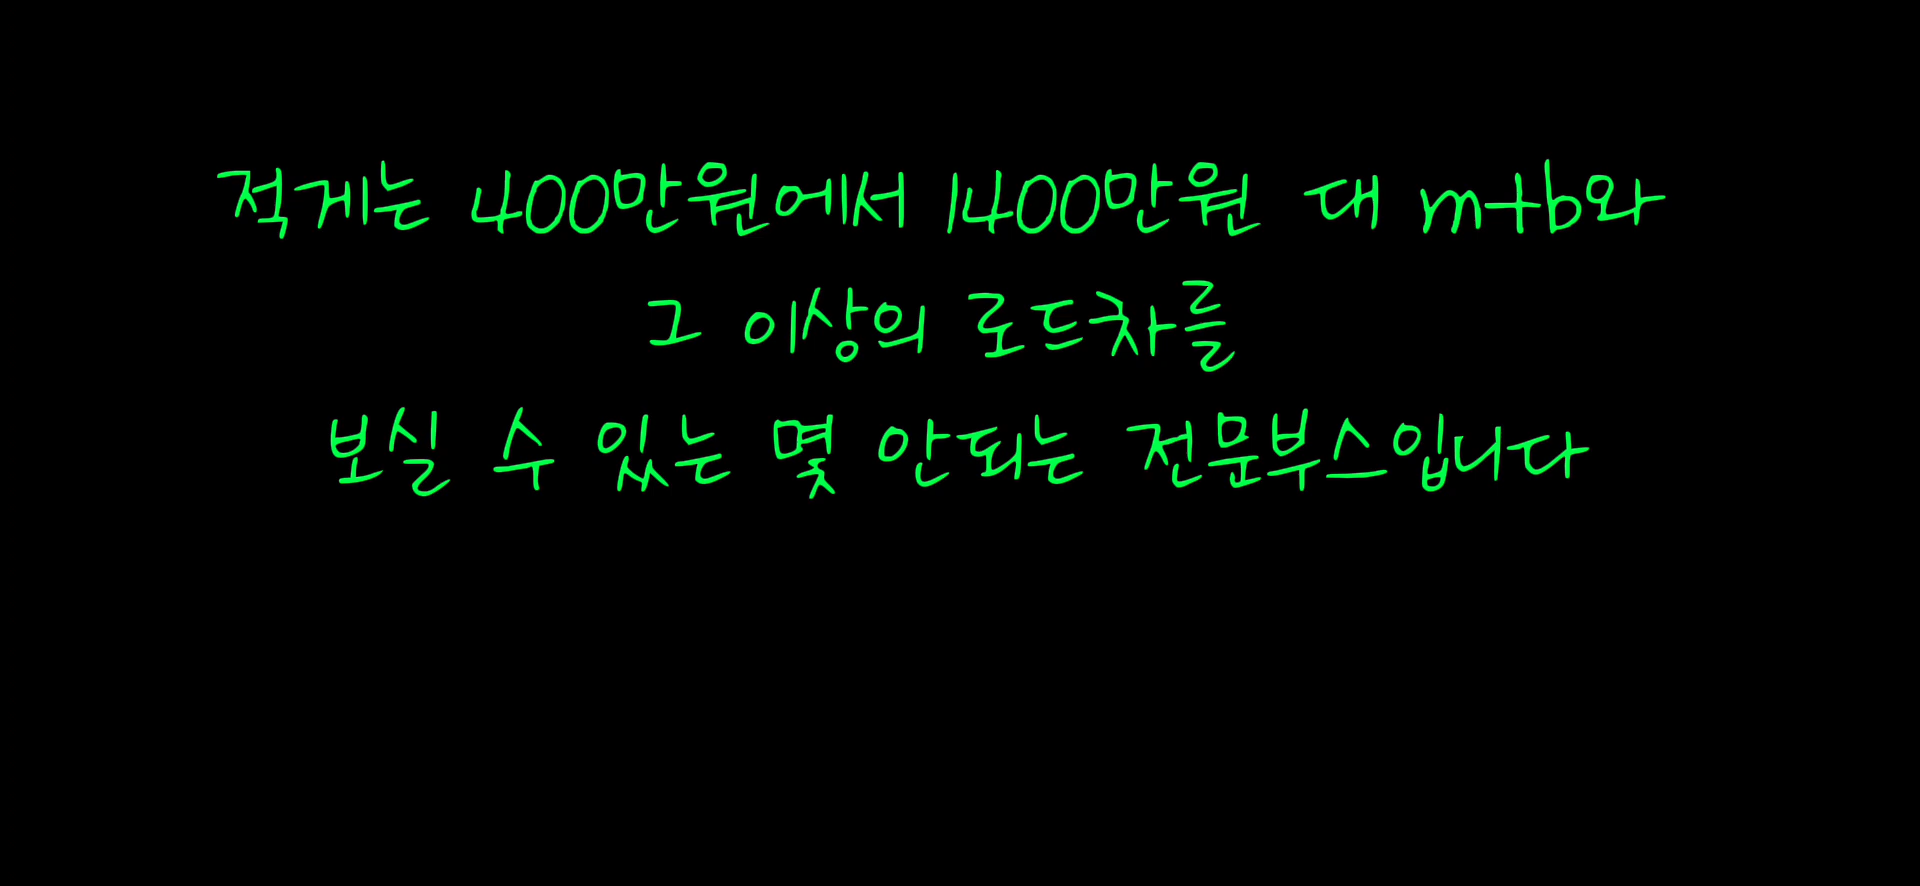 적게는 400만원에서 1400만원 대 mtb와
그 이상의 로드차를
보실 수 있는 몇 안되는 전문부스입니다